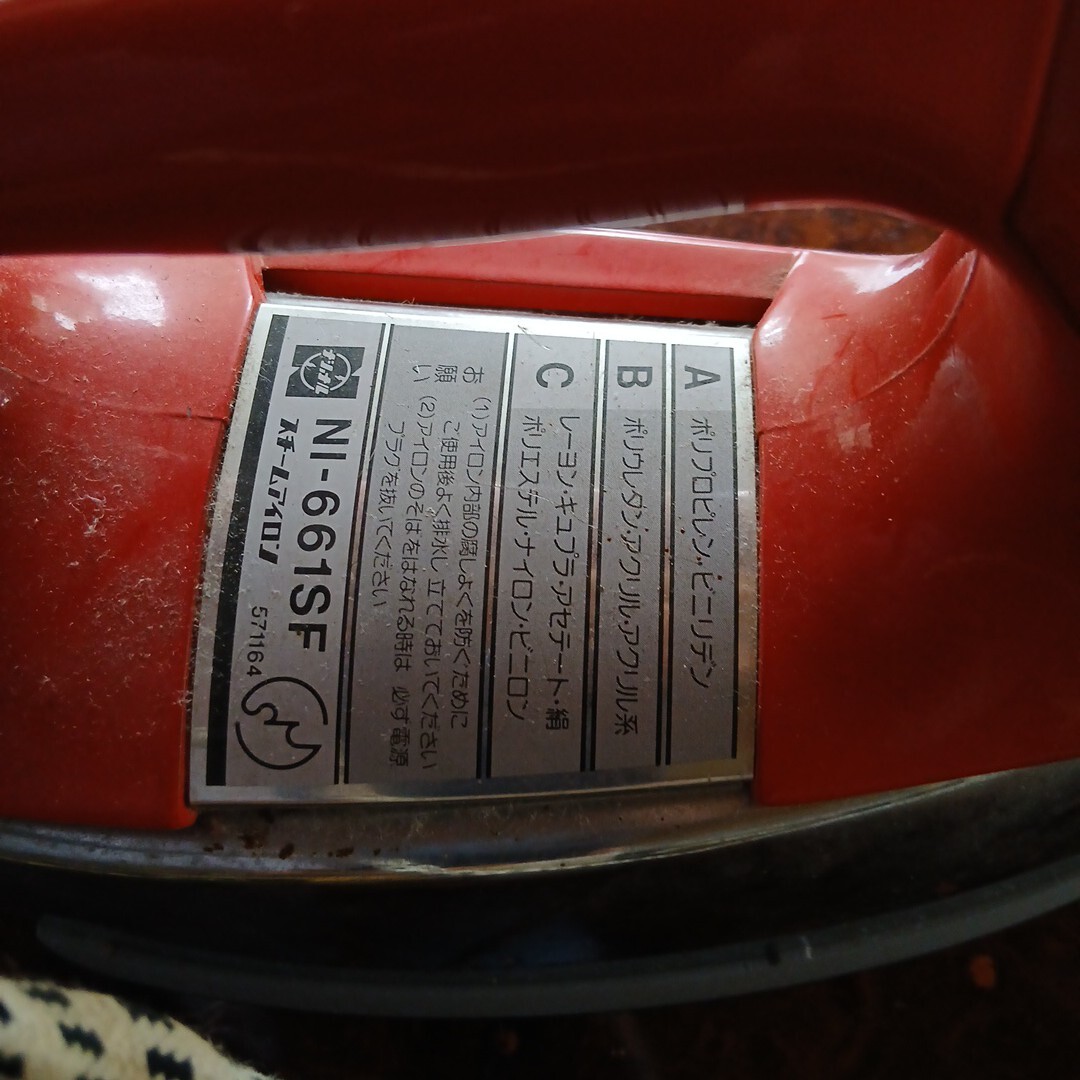 A ポリプロピレン・ビニリデン
B ポリウレタン・アクリル・アクリル系
C レーヨン・キュプラ・アセテート・絹
ポリエステル・ナイロン・ビニロン
お願い
(1)アイロン内部の腐しょくを防ぐために
ご使用後よく排水し 立てておいてください
(2)アイロンのそばをはなれる時は 必ず電源
プラグを抜いてください
ナショナル
NI-661SF
スチームアイロン
571164